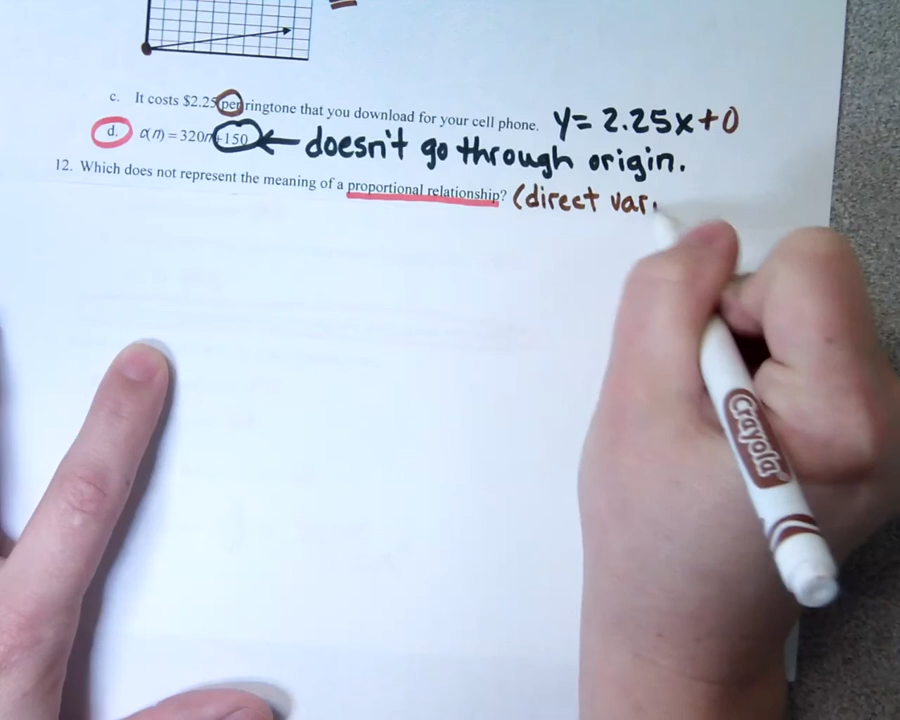 c. It costs $2.25 per ringtone that you download for your cell phone. y = 2.25x + 0
d. a(n) = 320n + 150 ← doesn't go through origin.
12. Which does not represent the meaning of a proportional relationship? (direct var
Crayola